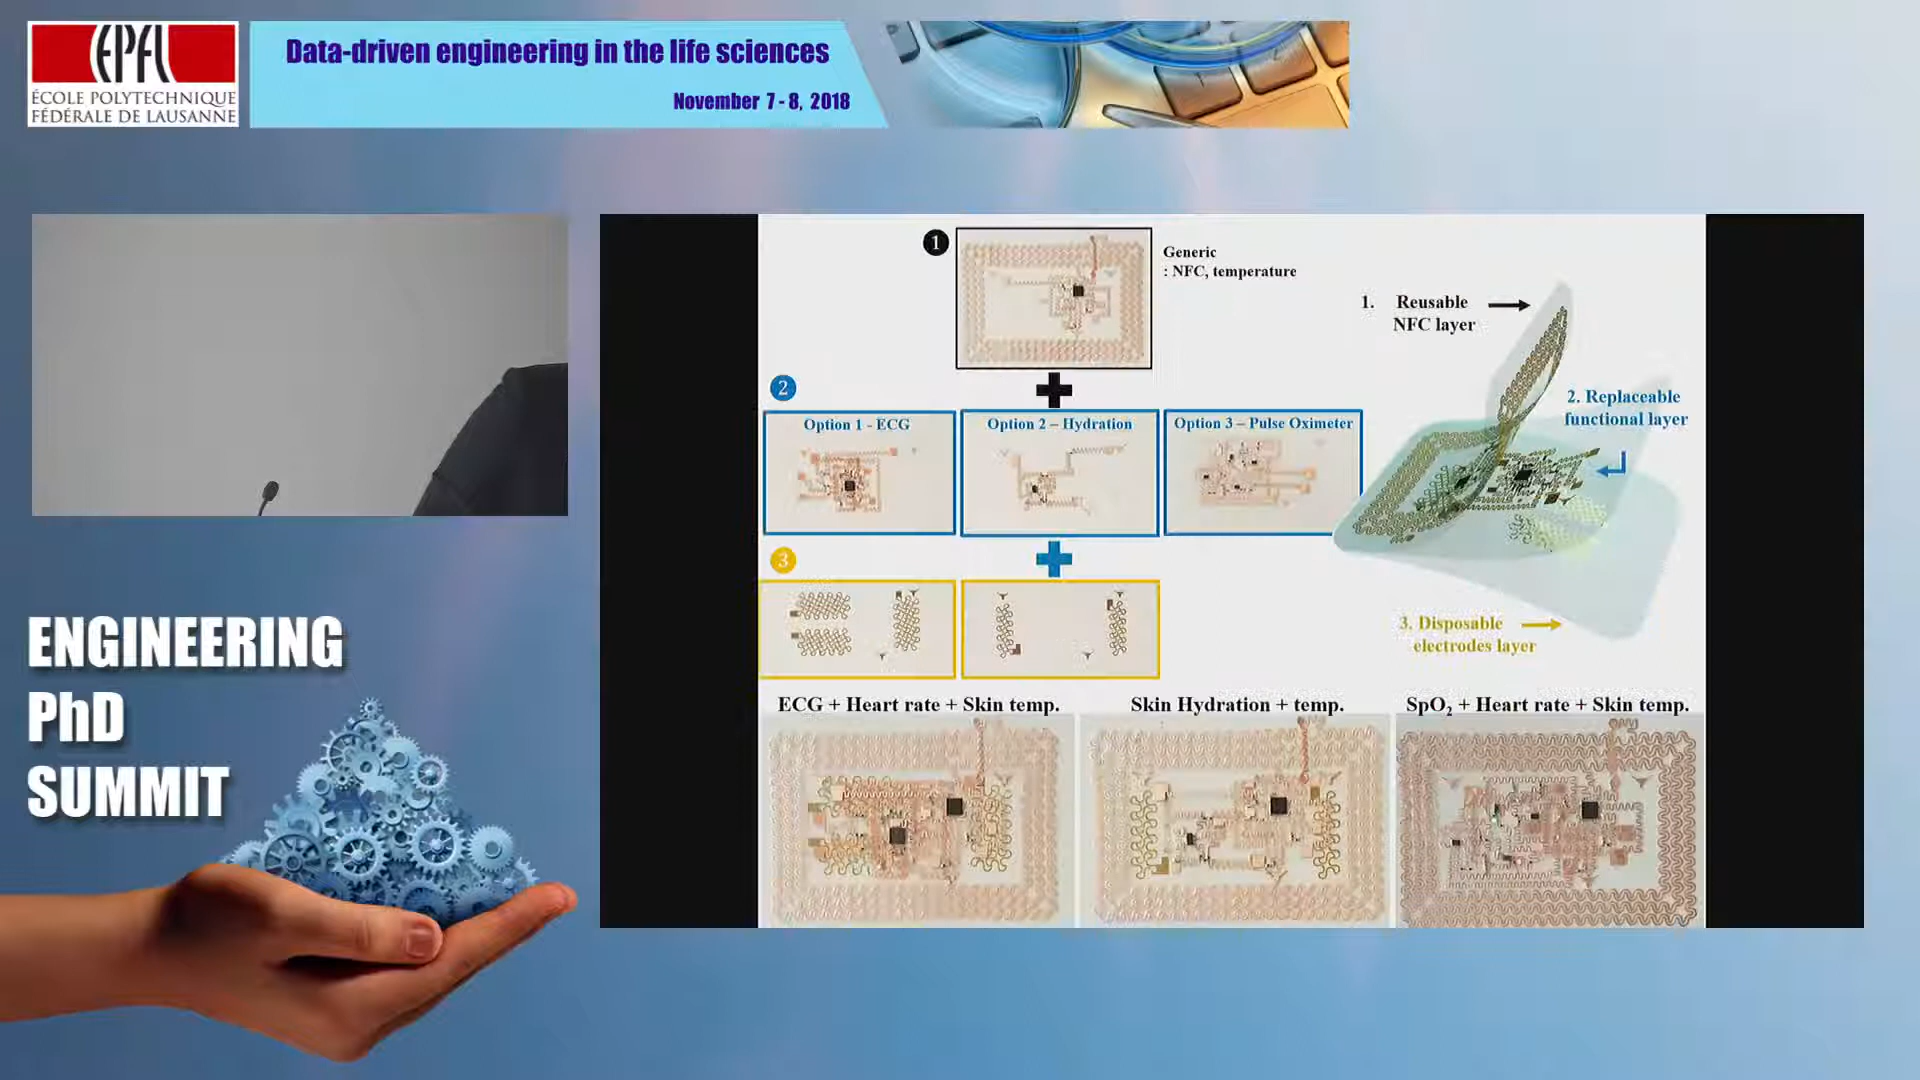 EPFL
ÉCOLE POLYTECHNIQUE
FÉDÉRALE DE LAUSANNE
Data-driven engineering in the life sciences
November 7 - 8, 2018
1
Generic
: NFC, temperature
1. Reusable
NFC layer
2
2. Replaceable
functional layer
Option 1 - ECG
Option 2 – Hydration
Option 3 – Pulse Oximeter
3
3. Disposable
electrodes layer
ECG + Heart rate + Skin temp.
Skin Hydration + temp.
SpO₂ + Heart rate + Skin temp.
ENGINEERING
PhD
SUMMIT